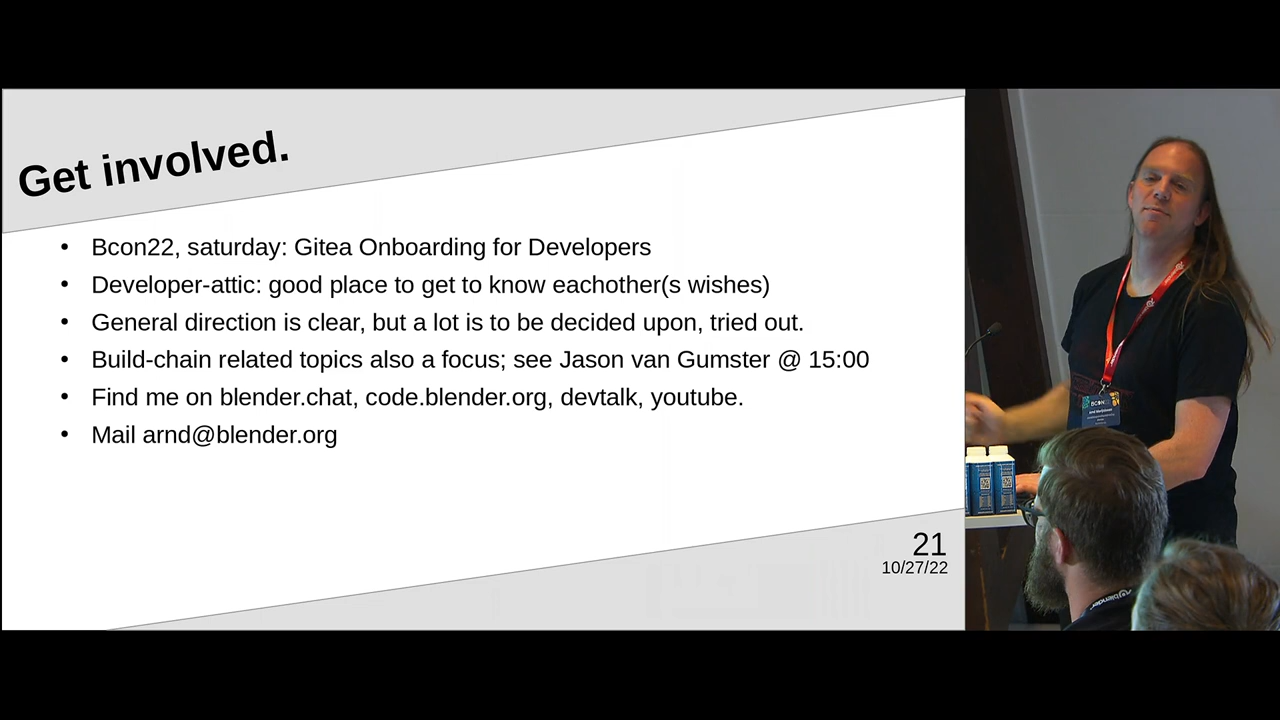 Get involved.
• Bcon22, saturday: Gitea Onboarding for Developers
• Developer-attic: good place to get to know eachother(s wishes)
• General direction is clear, but a lot is to be decided upon, tried out.
• Build-chain related topics also a focus; see Jason van Gumster @ 15:00
• Find me on blender.chat, code.blender.org, devtalk, youtube.
• Mail arnd@blender.org
21
10/27/22
BCON
blender